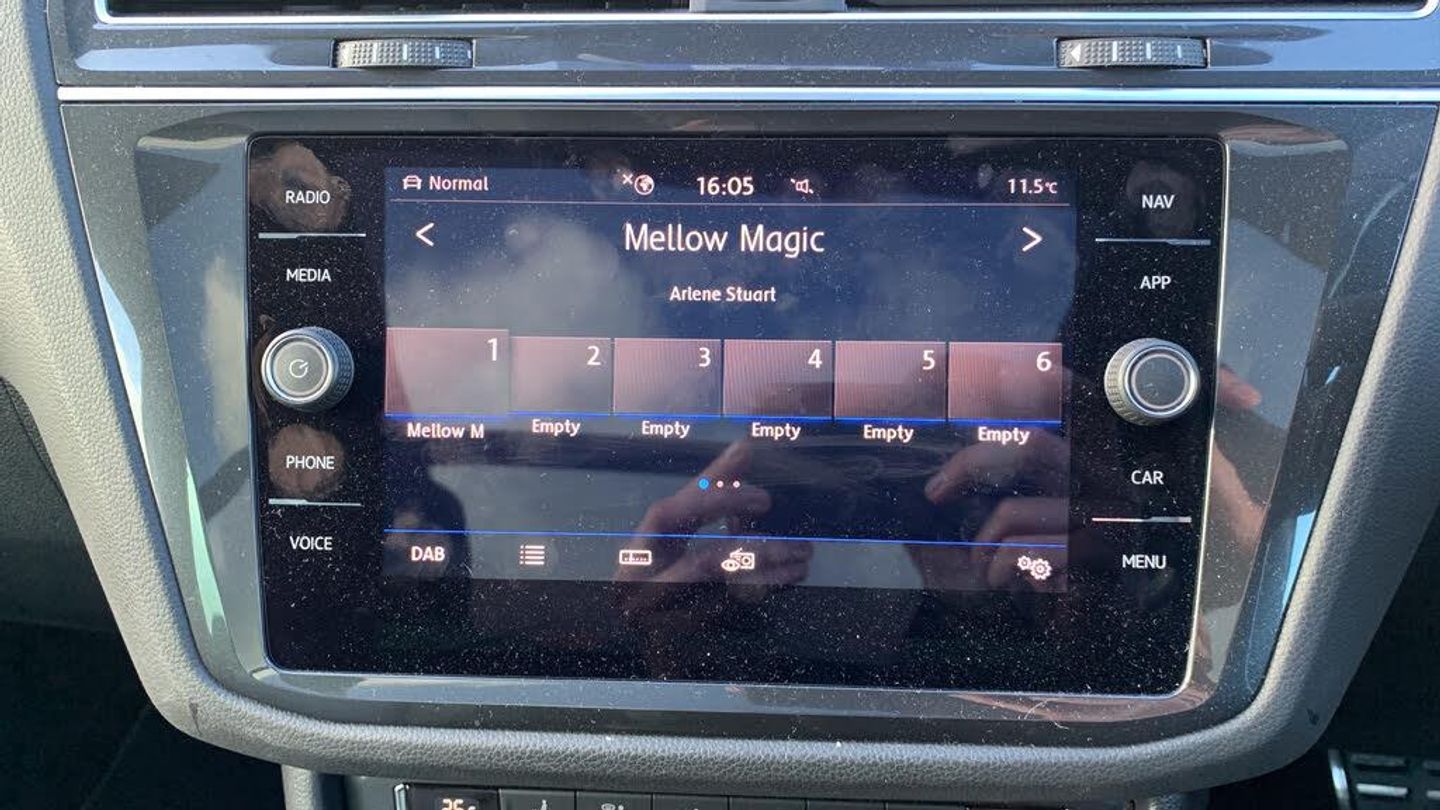 Normal 16:05 11.5°C
RADIO
NAV
< Mellow Magic >
MEDIA
APP
Arlene Stuart
1 2 3 4 5 6
Mellow M Empty Empty Empty Empty Empty
PHONE
CAR
VOICE
DAB
MENU